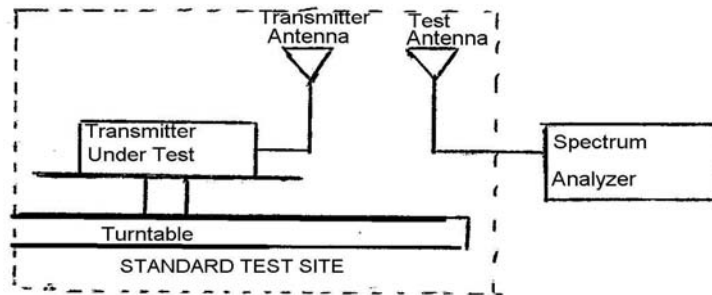 Transmitter
Antenna
Test
Antenna
Transmitter
Under Test
Spectrum
Analyzer
Turntable
STANDARD TEST SITE